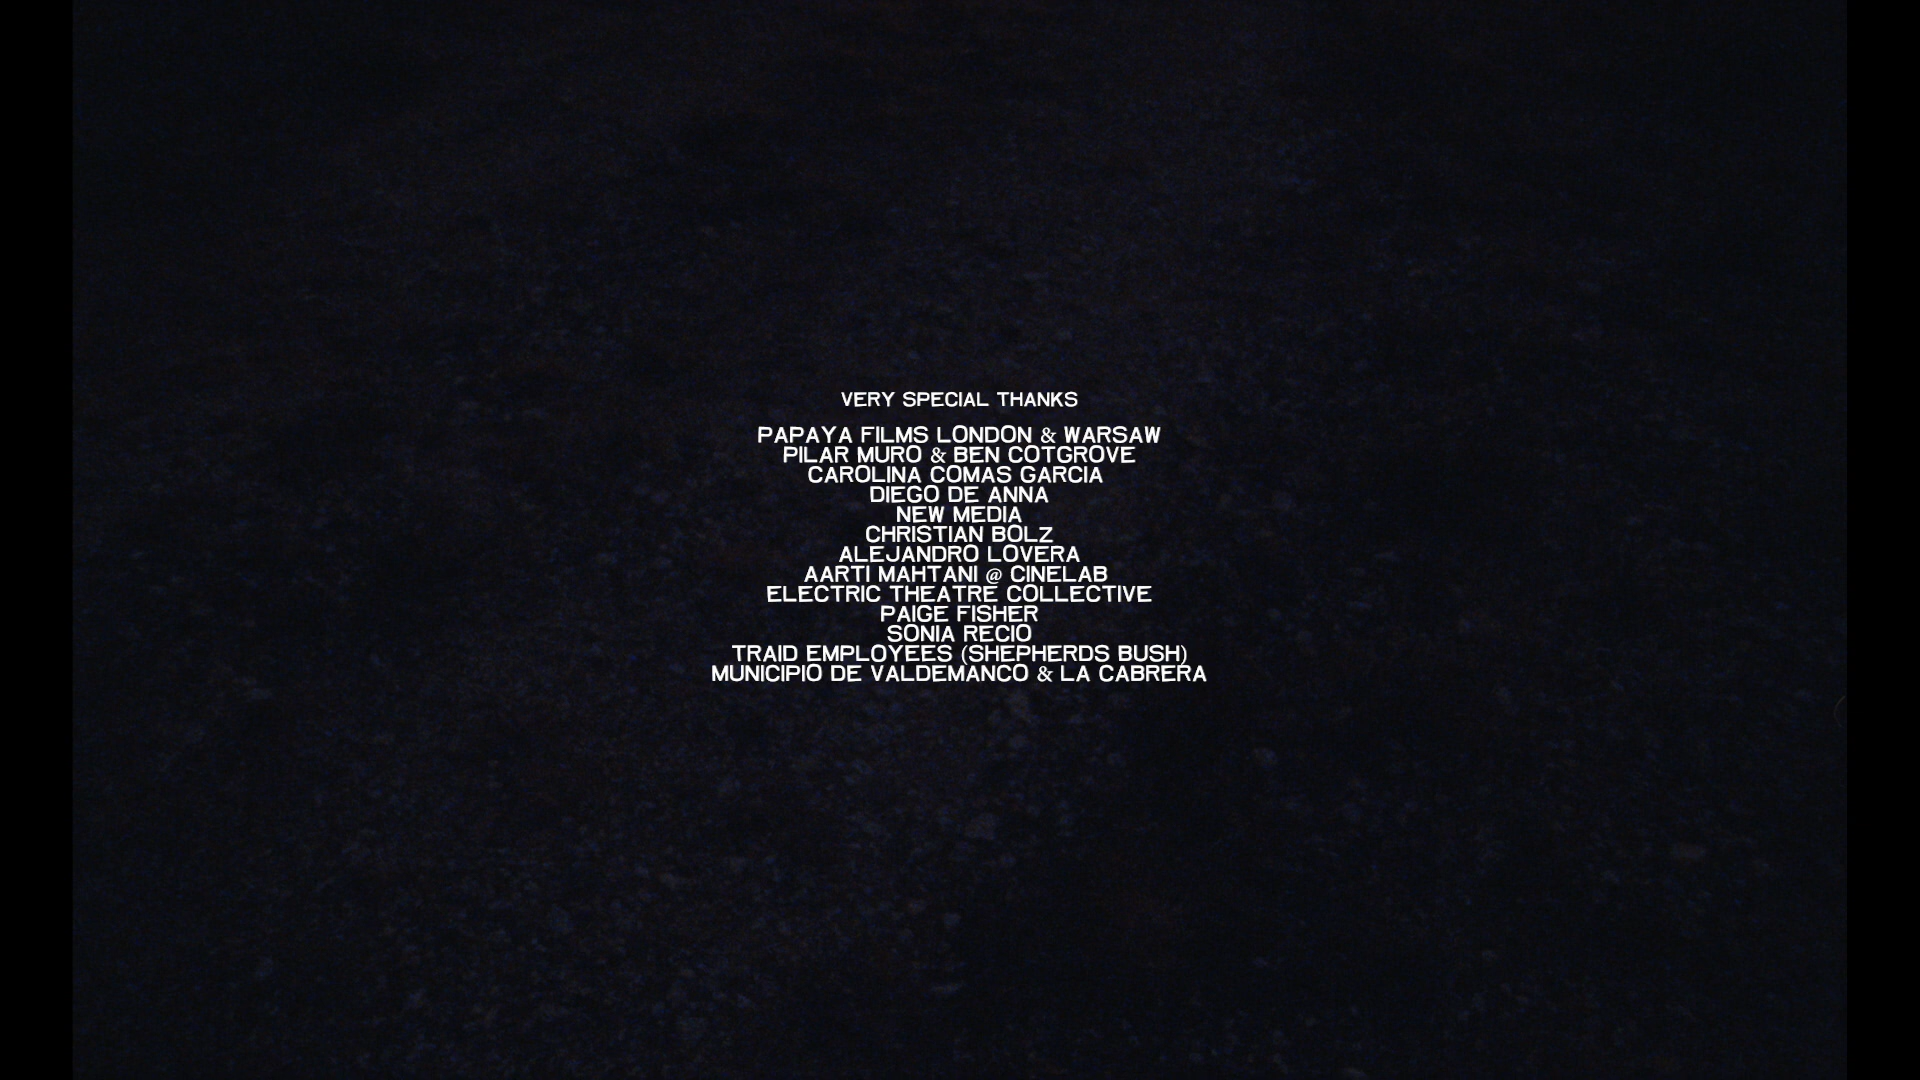 VERY SPECIAL THANKS
PAPAYA FILMS LONDON & WARSAW
PILAR MURO & BEN COTGROVE
CAROLINA COMAS GARCIA
DIEGO DE ANNA
NEW MEDIA
CHRISTIAN BOLZ
ALEJANDRO LOVERA
AARTI MAHTANI @ CINELAB
ELECTRIC THEATRE COLLECTIVE
PAIGE FISHER
SONIA RECIO
TRAID EMPLOYEES (SHEPHERDS BUSH)
MUNICIPIO DE VALDEMANCO & LA CABRERA